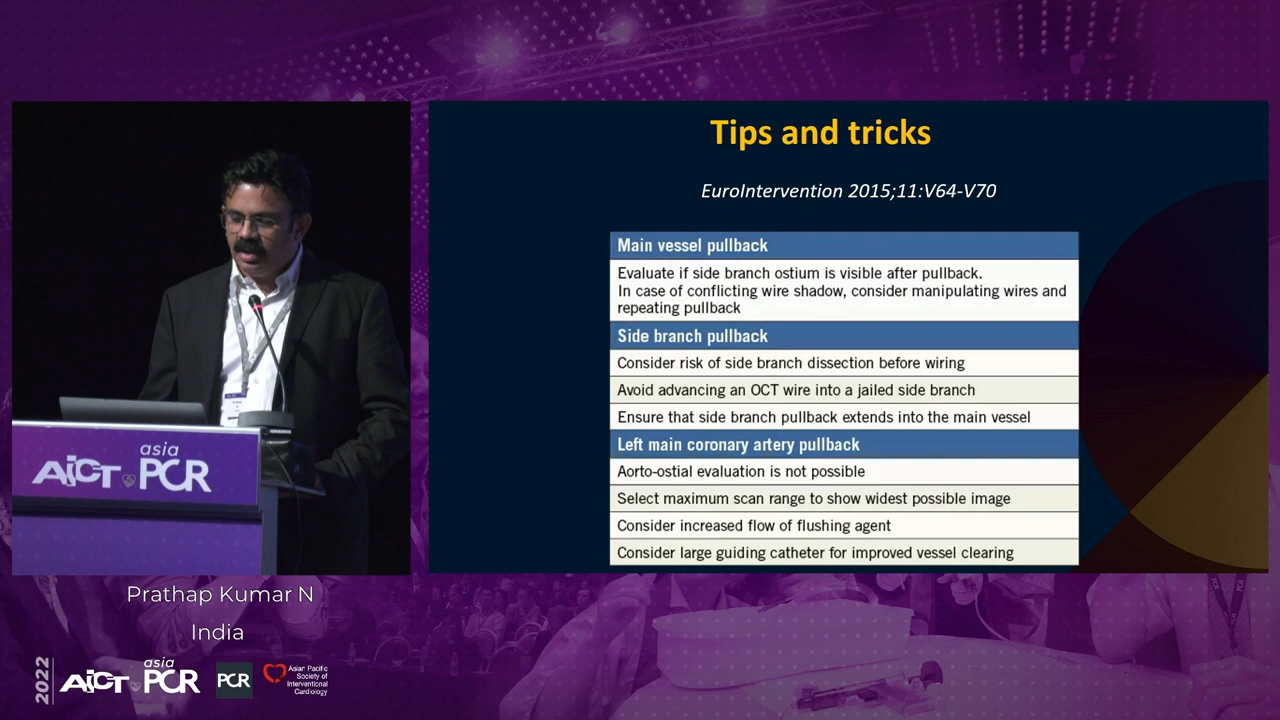 Tips and tricks
EuroIntervention 2015;11:V64-V70
Main vessel pullback
Evaluate if side branch ostium is visible after pullback.
In case of conflicting wire shadow, consider manipulating wires and
repeating pullback
Side branch pullback
Consider risk of side branch dissection before wiring
Avoid advancing an OCT wire into a jailed side branch
Ensure that side branch pullback extends into the main vessel
Left main coronary artery pullback
Aorto-ostial evaluation is not possible
Select maximum scan range to show widest possible image
Consider increased flow of flushing agent
Consider large guiding catheter for improved vessel clearing
asia
AiCT PCR
Prathap Kumar N
India
2022
asia
AiCT PCR
PCR
Asian Pacific
Society of
Interventional
Cardiology